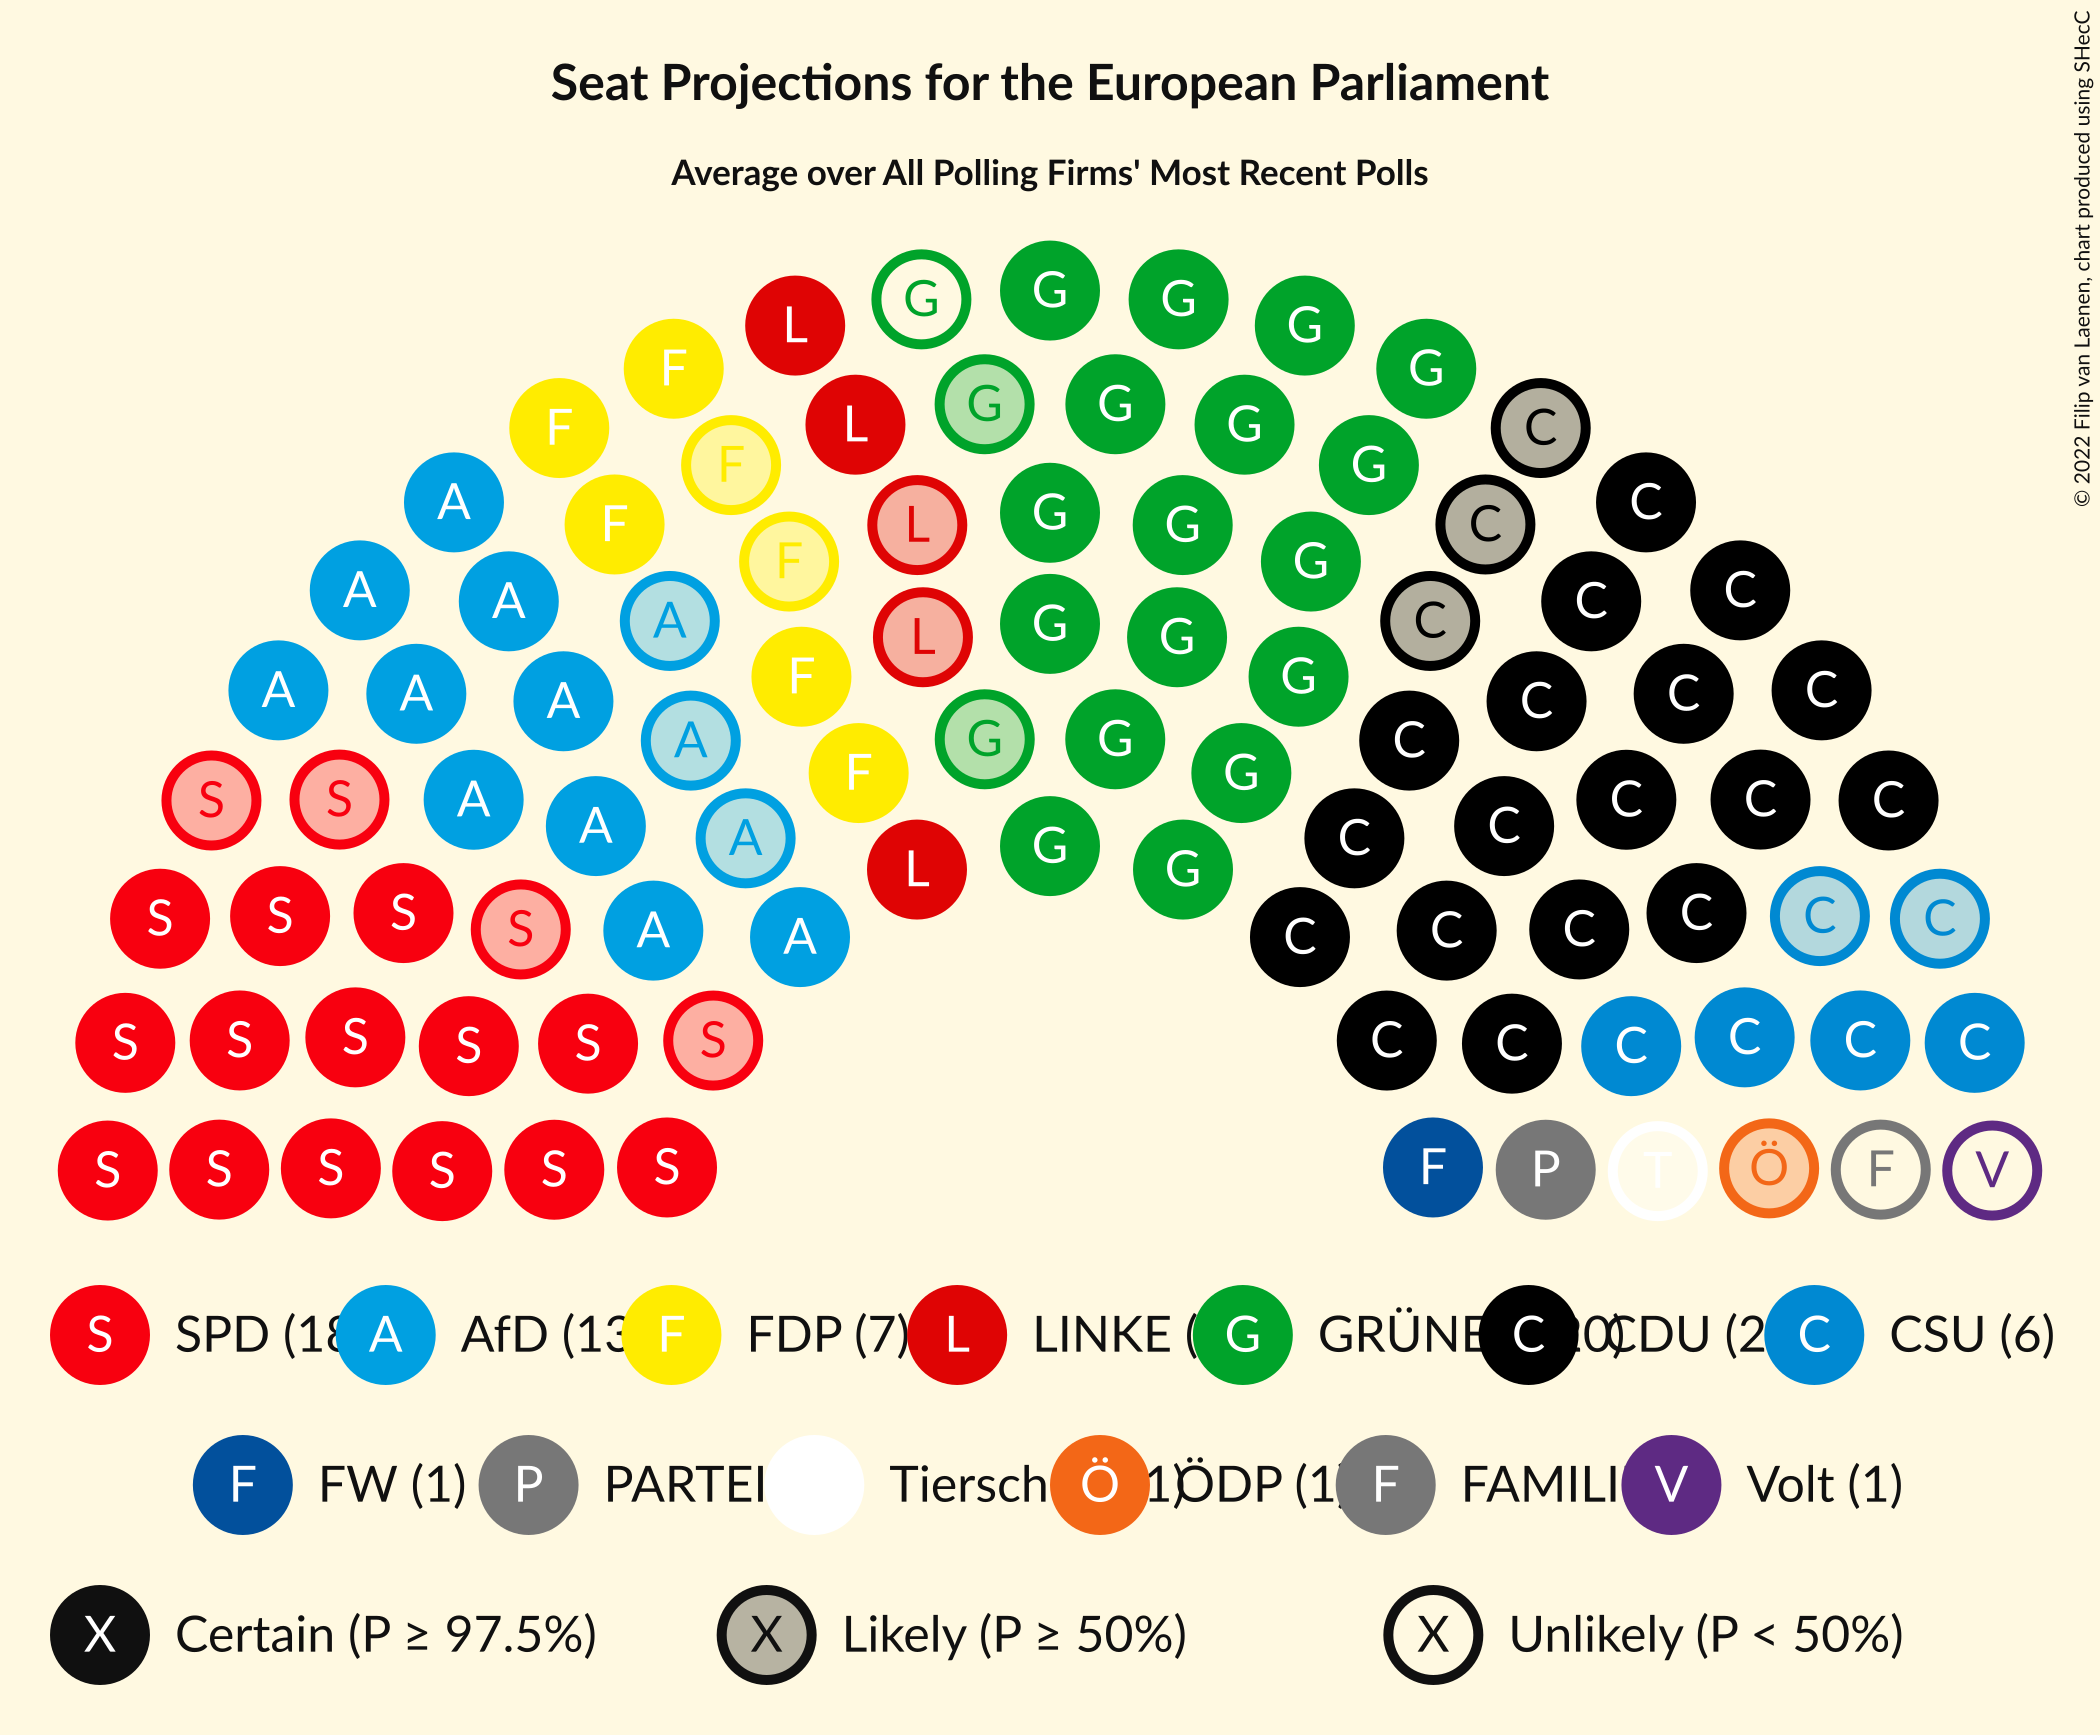 Seat Projections for the European Parliament
Average over All Polling Firms' Most Recent Polls
© 2022 Filip van Laenen, chart produced using SHecC
G G G G G
L C
F L G G G G C
F F C C
A F F L G G G C C
A A A F L G G G C C C C
A A A A F G G G C C C C
S S A A A F L G G C C C C C
S S S S A A C C C C C C
S S S S S S C C C C C C
S S S S S S F P T Ö F V
S SPD (18 A AfD (13 F FDP (7) L LINKE ( G GRÜNE C 20) CDU (2 C CSU (6)
F FW (1) P PARTEI Tiersch Ö 1) ÖDP (1 F FAMILI V Volt (1)
X Certain (P ≥ 97.5%) X Likely (P ≥ 50%) X Unlikely (P < 50%)